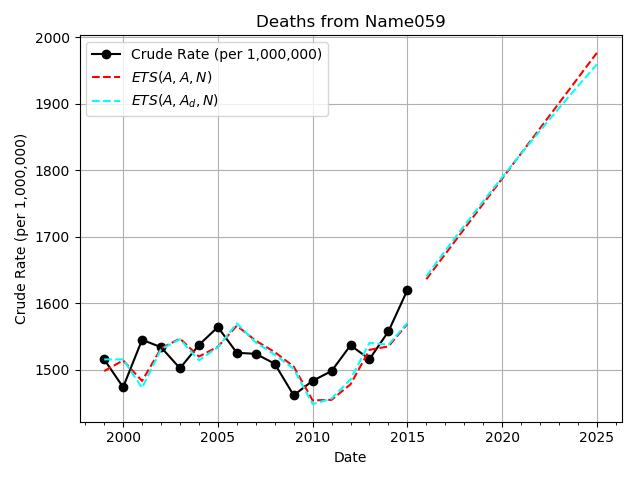 Deaths from Name059
Crude Rate (per 1,000,000)
ETS(A, A, N)
ETS(A, A_d, N)
Crude Rate (per 1,000,000)
2000
1900
1800
1700
1600
1500
2000 2005 2010 2015 2020 2025
Date